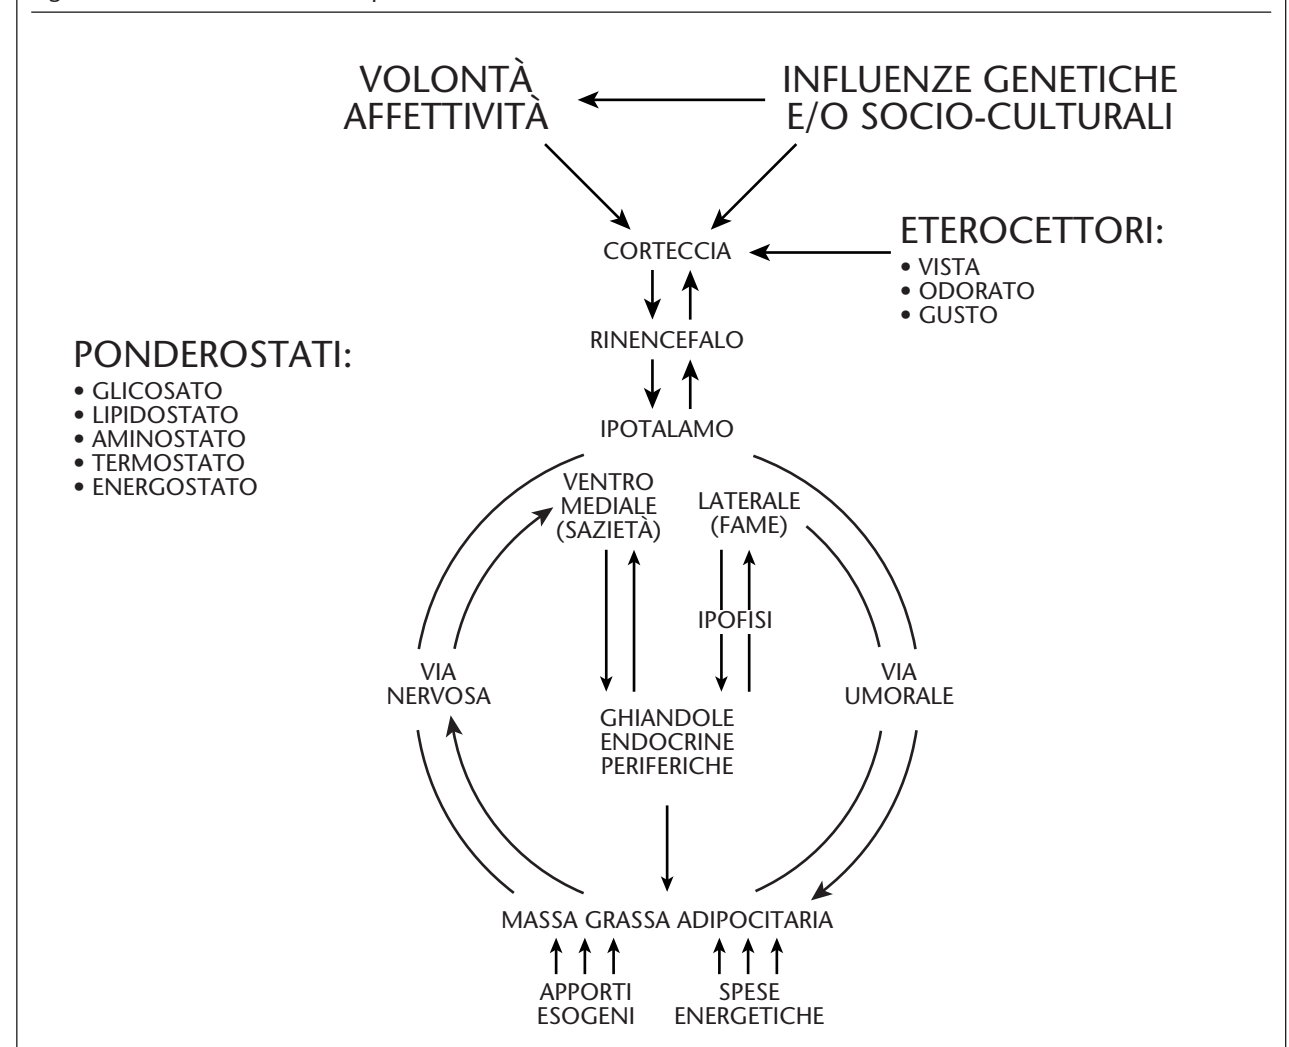 VOLONTÀ
AFFETTIVITÀ
INFLUENZE GENETICHE
E/O SOCIO-CULTURALI
CORTECCIA
ETEROCETTORI:
• VISTA
• ODORATO
• GUSTO
RINENCEFALO
PONDEROSTATI:
• GLICOSATO
• LIPIDOSTATO
• AMINOSTATO
• TERMOSTATO
• ENERGOSTATO
IPOTALAMO
VENTRO
MEDIALE
(SAZIETÀ)
LATERALE
(FAME)
IPOFISI
VIA
NERVOSA
VIA
UMORALE
GHIANDOLE
ENDOCRINE
PERIFERICHE
MASSA GRASSA ADIPOCITARIA
APPORTI
ESOGENI
SPESE
ENERGETICHE